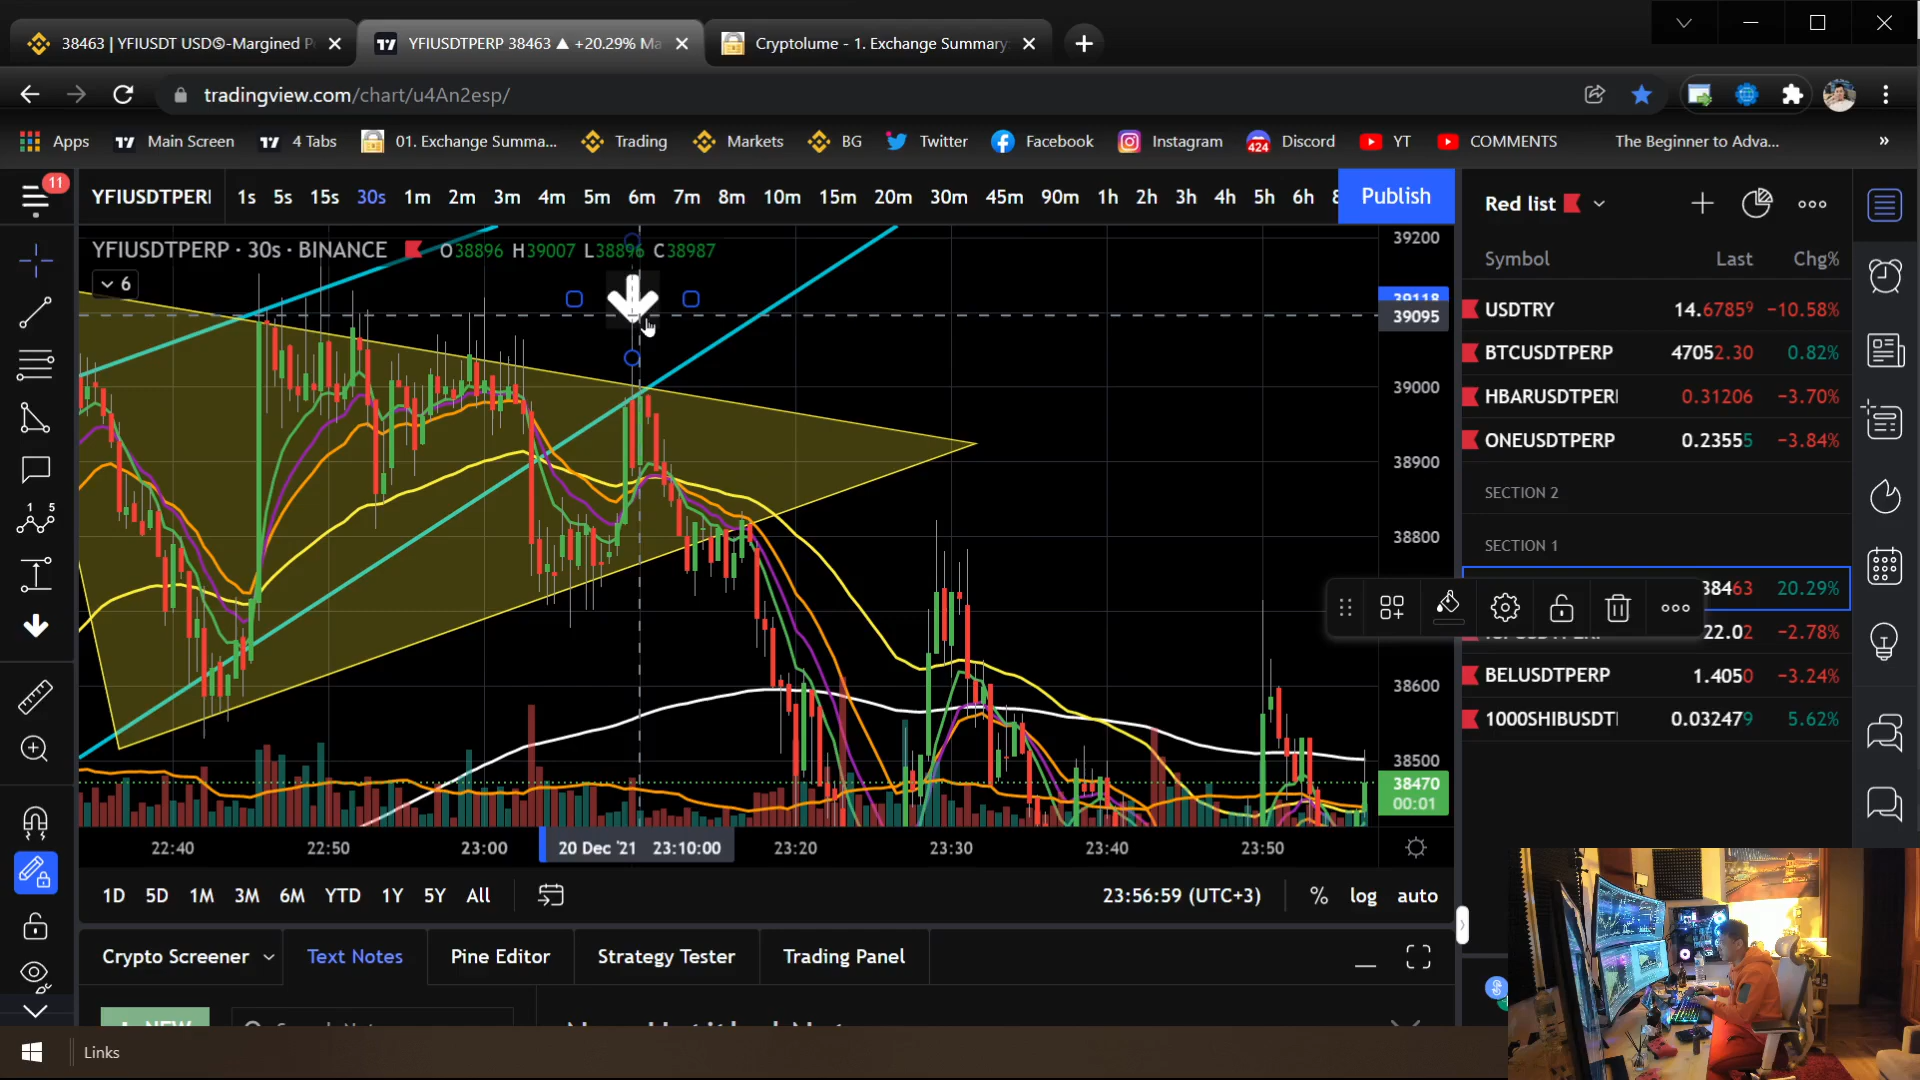 38463 | YFIUSDT USDⓈ-Margined P
YFIUSDTPERP 38463 ▲ +20.29% Ma
Cryptolume - 1. Exchange Summary
tradingview.com/chart/u4An2esp/
Apps
Main Screen
4 Tabs
01. Exchange Summa...
Trading
Markets
BG
Twitter
Facebook
Instagram
424
Discord
YT
COMMENTS
The Beginner to Adva...
»
11
YFIUSDTPERI
1s 5s 15s 30s 1m 2m 3m 4m 5m 6m 7m 8m 10m 15m 20m 30m 45m 90m 1h 2h 3h 4h 5h 6h 8
Publish
Red list
YFIUSDTPERP · 30s · BINANCE
O38896 H39007 L38896 C38987
6
Symbol Last Chg%
USDTRY 14.67859 −10.58%
BTCUSDTPERP 47052.30 0.82%
HBARUSDTPERI 0.31206 −3.70%
ONEUSDTPERP 0.23555 −3.84%
SECTION 2
SECTION 1
38463 20.29%
22.02 −2.78%
BELUSDTPERP 1.4050 −3.24%
1000SHIBUSDT 0.032479 5.62%
39200
39118
39095
39000
38900
38800
38600
38500
38470
00:01
22:40 22:50 23:00 20 Dec '21 23:10:00 23:20 23:30 23:40 23:50
1D 5D 1M 3M 6M YTD 1Y 5Y All
23:56:59 (UTC+3) % log auto
Crypto Screener
Text Notes
Pine Editor
Strategy Tester
Trading Panel
NEW
Links